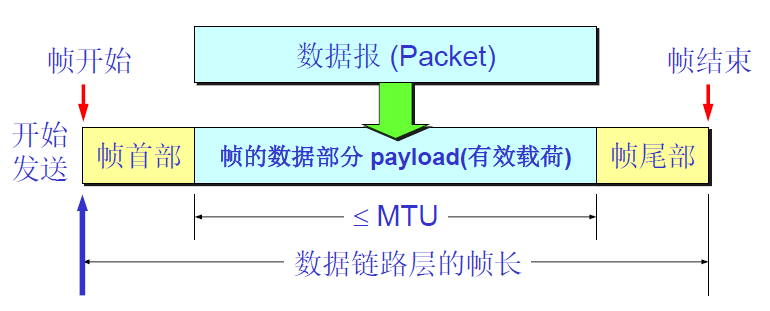 数据报 (Packet)
帧开始
帧结束
开始
发送
帧首部
帧的数据部分 payload(有效载荷)
帧尾部
≤ MTU
数据链路层的帧长